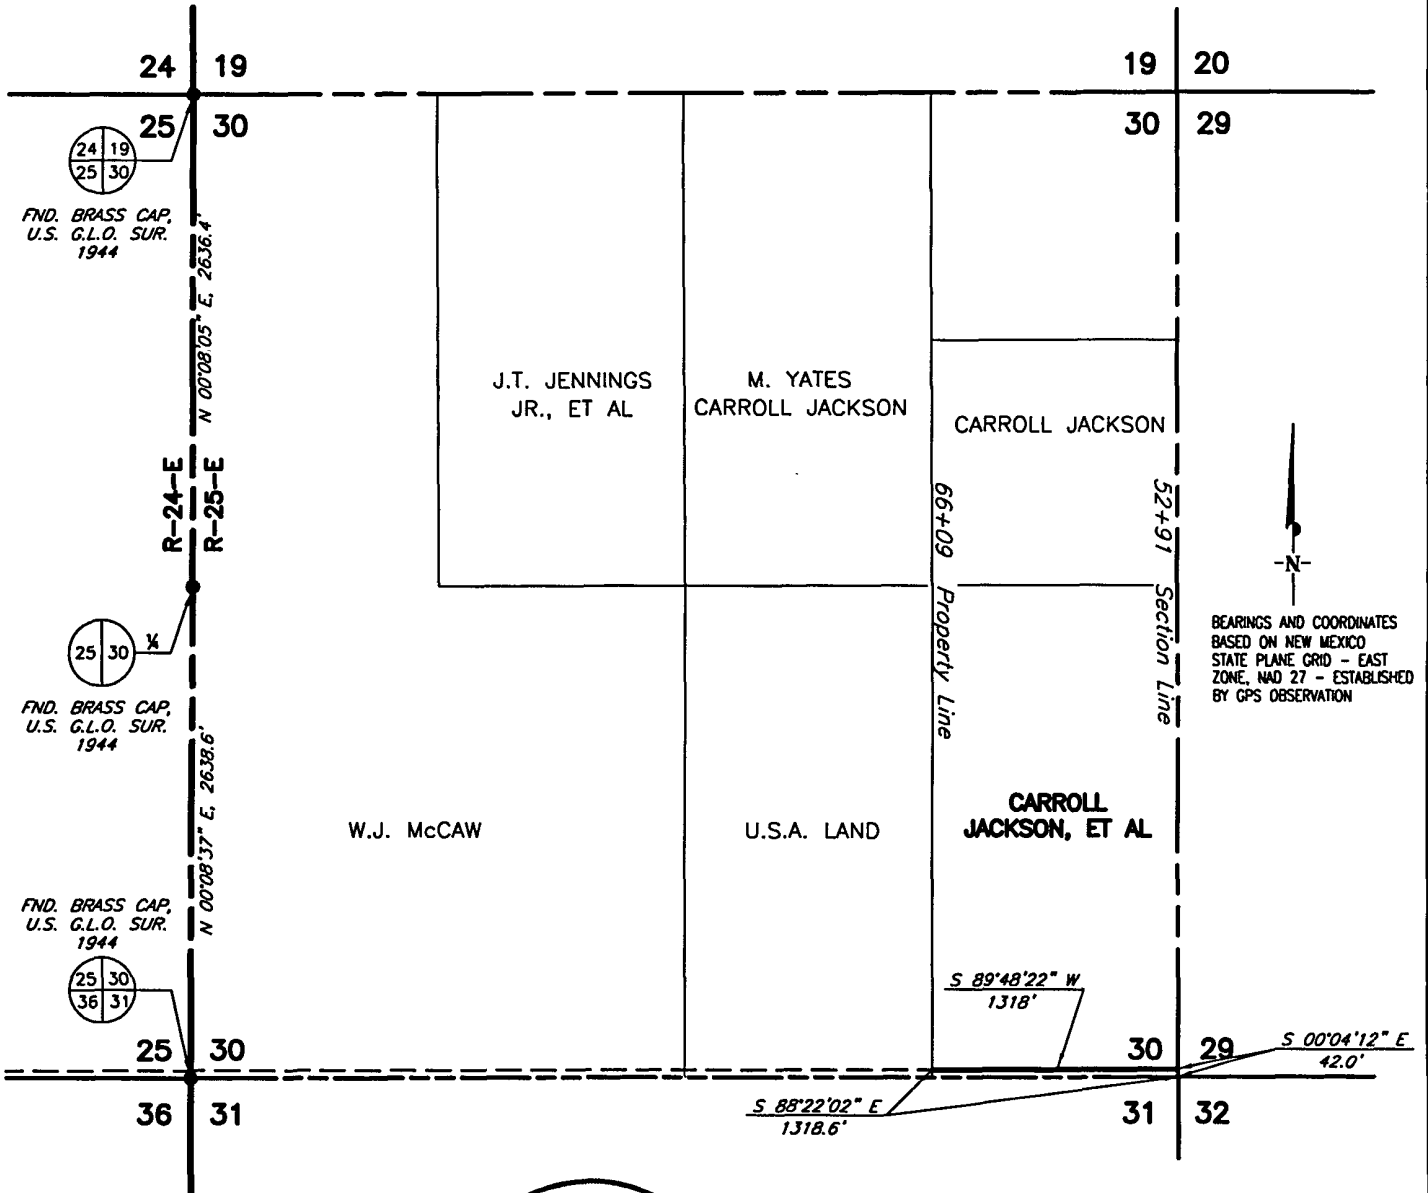 24 19
19 20
25 30
30 29
24 19
25 30
FND. BRASS CAP,
U.S. G.L.O. SUR.
1944
N 00°08'05" E, 2636.4'
J.T. JENNINGS
JR., ET AL
M. YATES
CARROLL JACKSON
CARROLL JACKSON
R-24-E
R-25-E
66+09 Property Line
52+91 Section Line
-N-
BEARINGS AND COORDINATES
BASED ON NEW MEXICO
STATE PLANE GRID - EAST
ZONE, NAD 27 - ESTABLISHED
BY GPS OBSERVATION
25 30 ¼
FND. BRASS CAP,
U.S. G.L.O. SUR.
1944
N 00°08'37" E, 2638.6'
W.J. McCAW
U.S.A. LAND
CARROLL
JACKSON, ET AL
FND. BRASS CAP,
U.S. G.L.O. SUR.
1944
25 30
36 31
S 89°48'22" W
1318'
25 30
30 29
S 00°04'12" E
42.0'
36 31
S 88°22'02" E
1318.6'
31 32